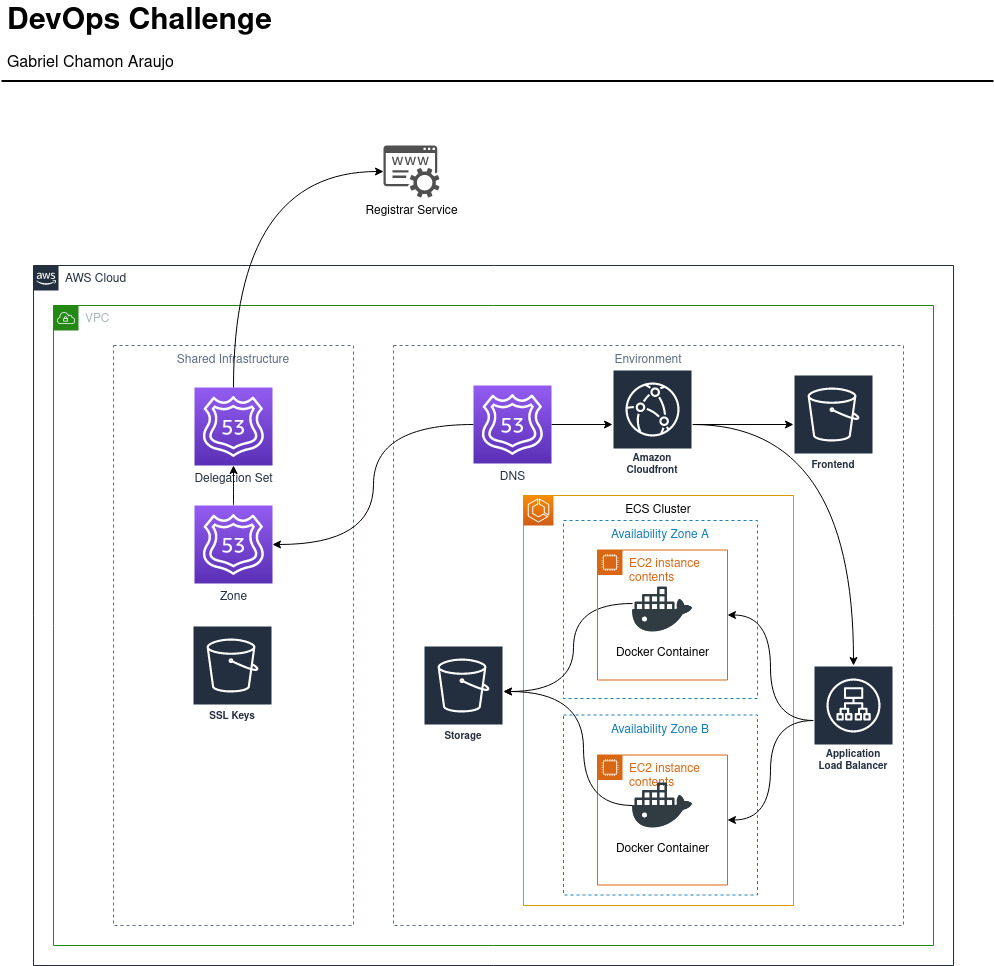 DevOps Challenge
Gabriel Chamon Araujo
WWW
Registrar Service
aws
AWS Cloud
VPC
Shared Infrastructure
Environment
53
Delegation Set
53
DNS
Amazon
Cloudfront
Frontend
53
Zone
SSL Keys
ECS Cluster
Availability Zone A
EC2 instance
contents
Docker Container
Storage
Availability Zone B
EC2 instance
contents
Docker Container
Application
Load Balancer